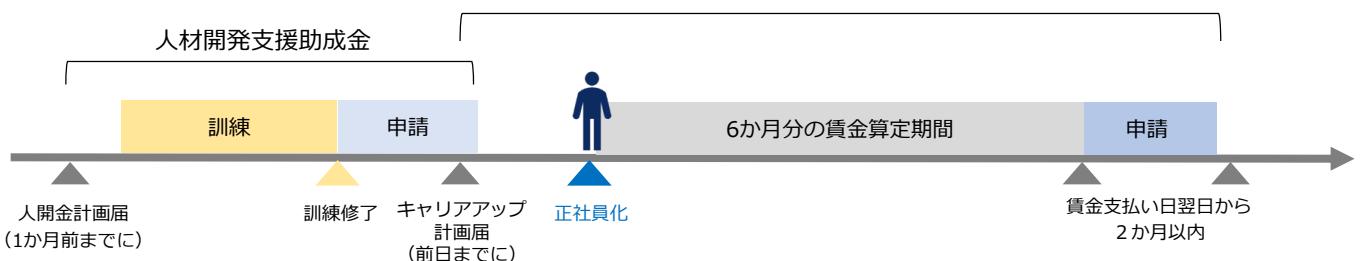 人材開発支援助成金
訓練
申請
6か月分の賃金算定期間
申請
人開金計画届
（1か月前までに）
訓練修了
キャリアアップ
計画届
（前日までに）
正社員化
賃金支払い日翌日から
２か月以内